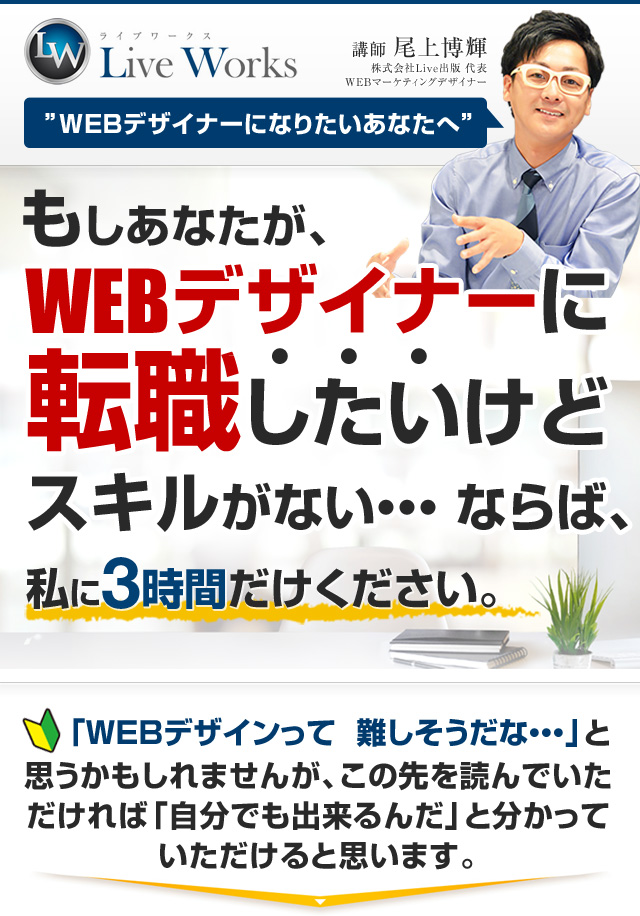 LW
ライブワークス
Live Works
講師 尾上博輝
株式会社Live出版 代表
WEBマーケティングデザイナー
”WEBデザイナーになりたいあなたへ”
もしあなたが、
WEBデザイナーに
転職したいけど
スキルがない・・・ ならば、
私に3時間だけください。
「WEBデザインって 難しそうだな・・・」と
思うかもしれませんが、この先を読んでいた
だければ「自分でも出来るんだ」と分かって
いただけると思います。